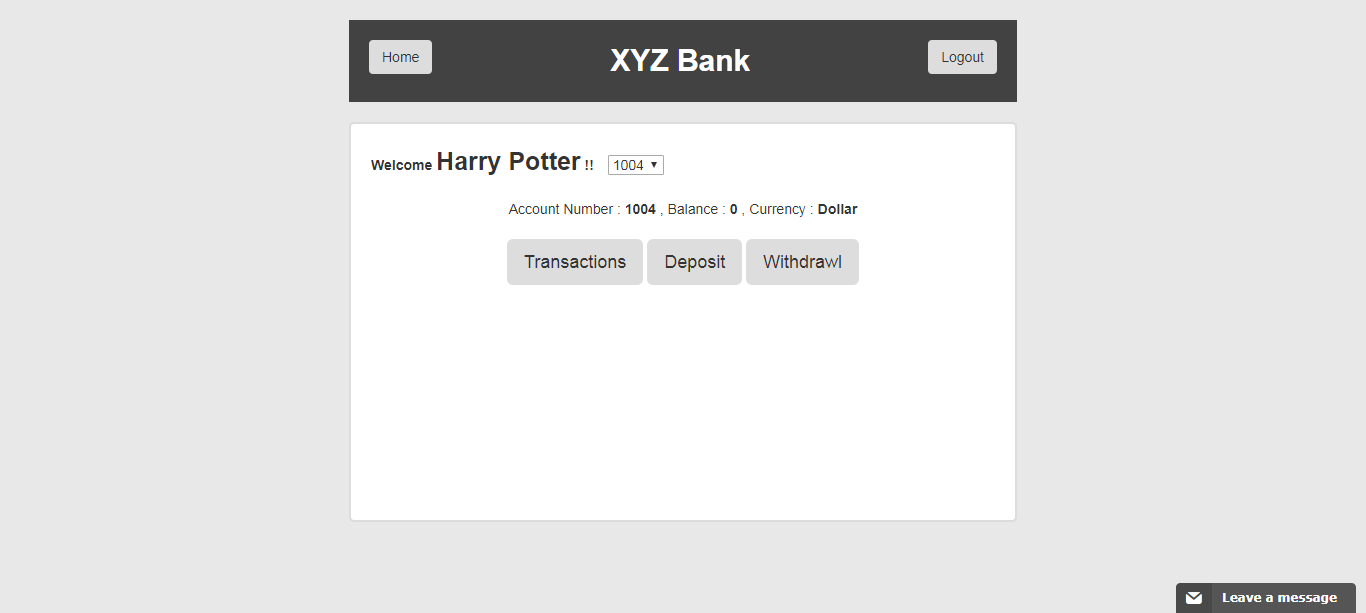 Home XYZ Bank Logout
Welcome Harry Potter !! 1004
Account Number : 1004 , Balance : 0 , Currency : Dollar
Transactions Deposit Withdrawl
Leave a message